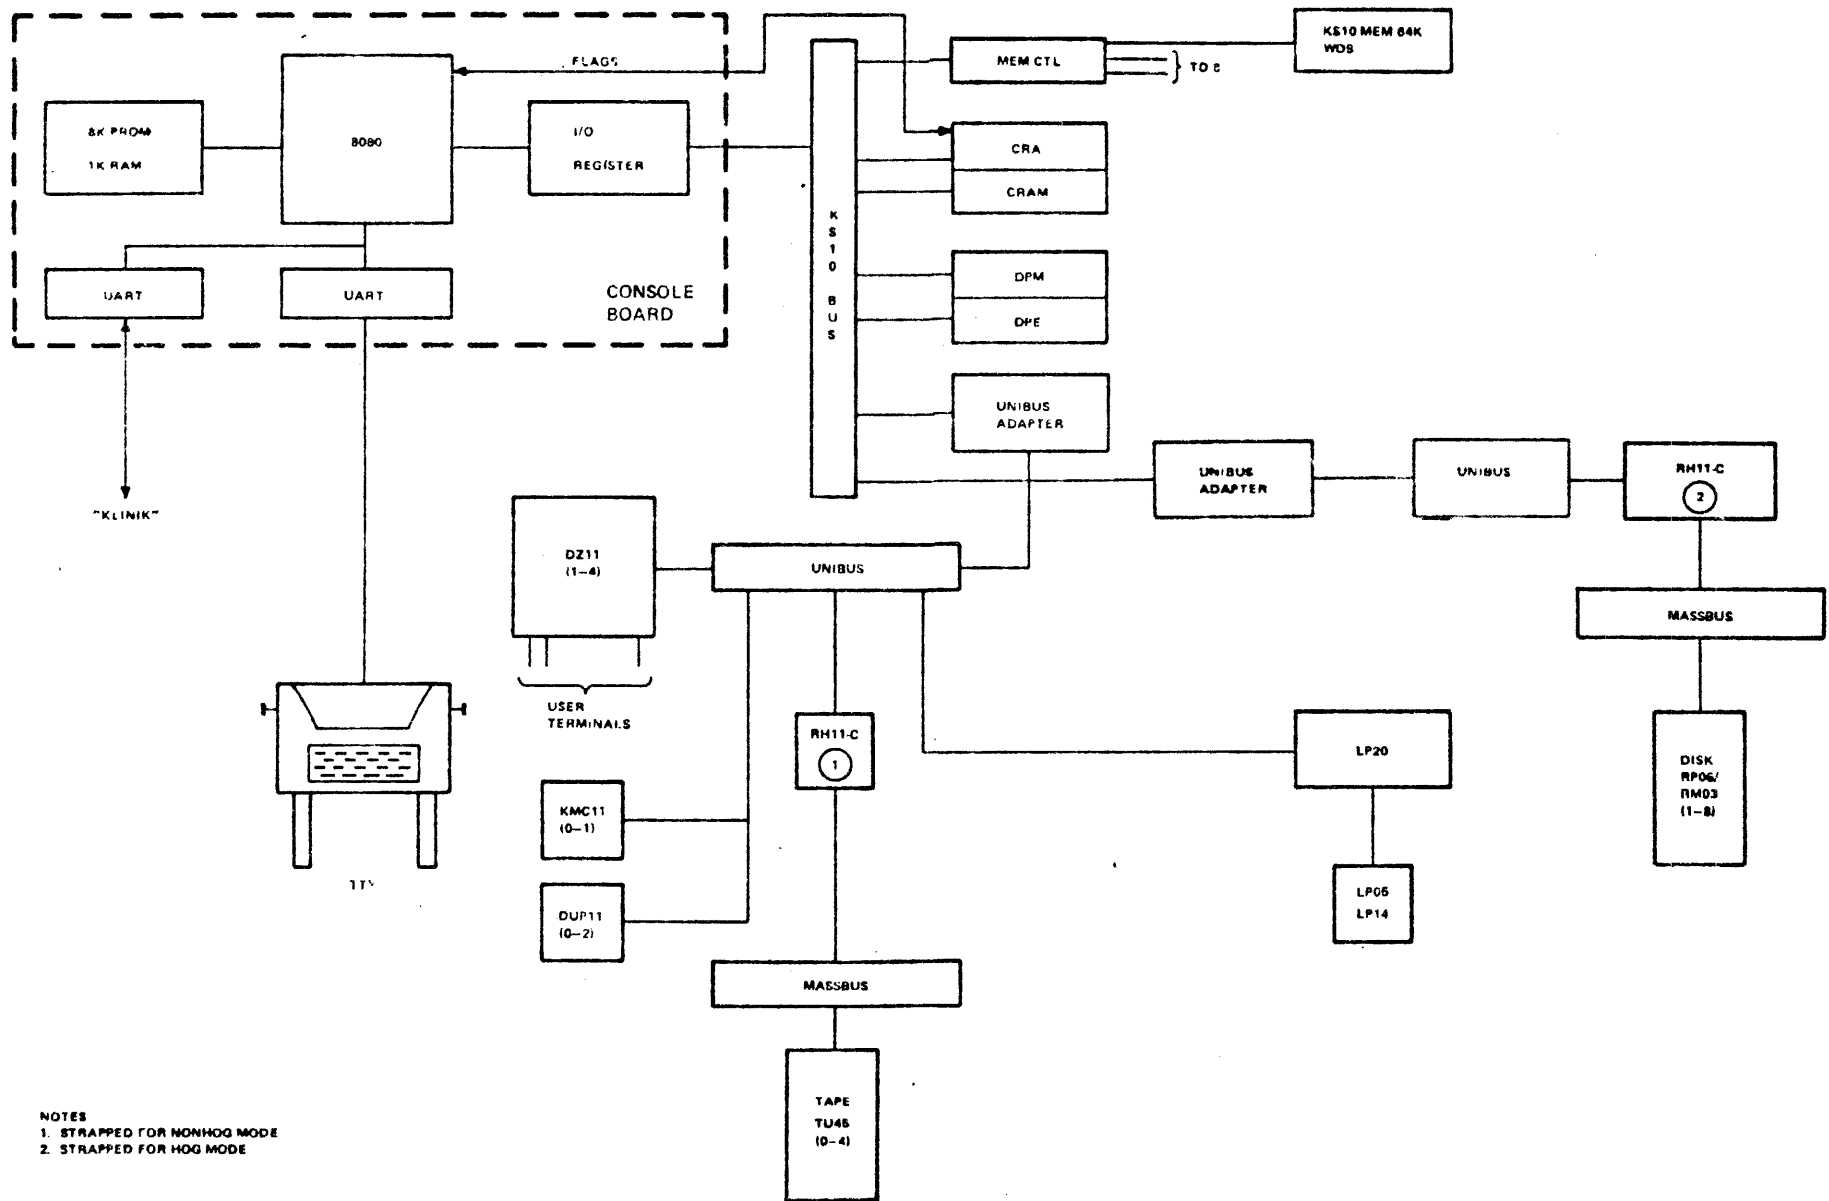 FLAGS
8K PROM
1K RAM
8080
I/O
REGISTER
UART
UART
CONSOLE
BOARD
"KLINIK"
TTY
KS10 BUS
MEM CTL
TO 8
KS10 MEM 64K
WDS
CRA
CRAM
DPM
DPE
UNIBUS
ADAPTER
UNIBUS
ADAPTER
UNIBUS
RH11-C
2
MASSBUS
DISK
RP06/
RM03
(1-8)
DZ11
(1-4)
USER
TERMINALS
UNIBUS
RH11-C
1
KMC11
(0-1)
DUP11
(0-2)
MASSBUS
TAPE
TU45
(0-4)
LP20
LP05
LP14
NOTES
1. STRAPPED FOR NONHOG MODE
2. STRAPPED FOR HOG MODE